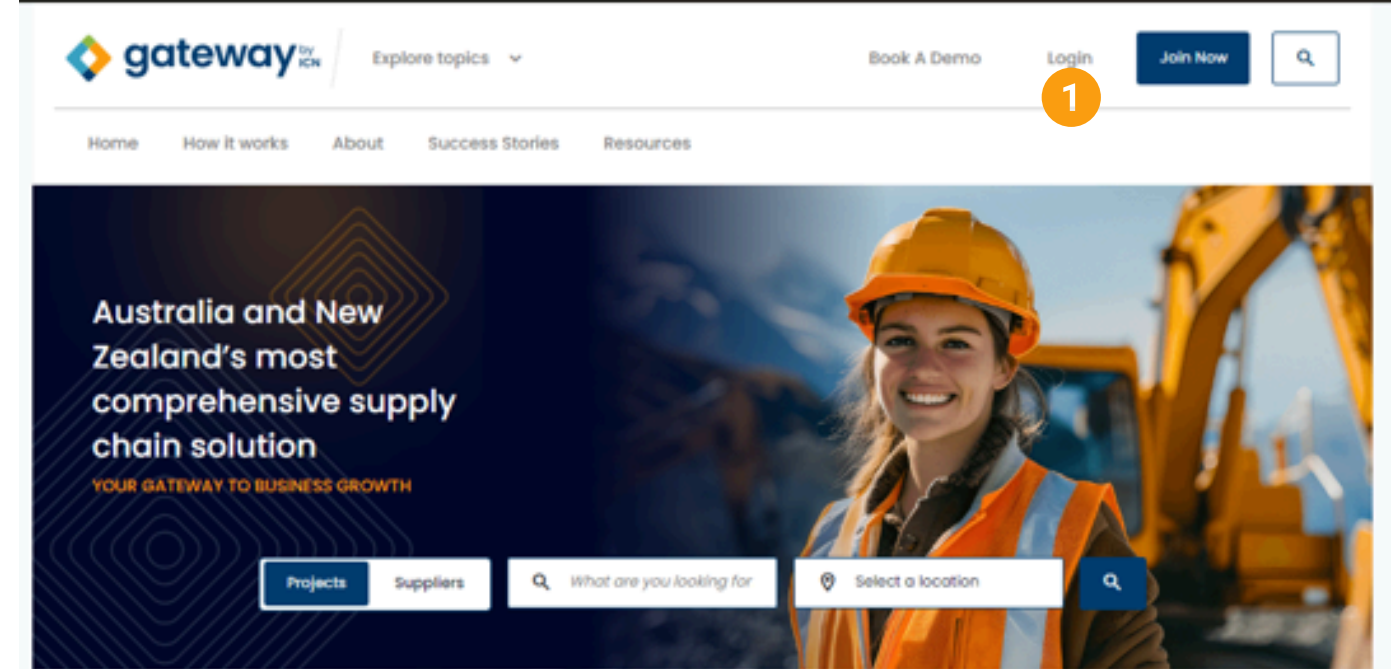 gateway by ICN
Explore topics
Book A Demo
Login
Join Now
1
Home
How it works
About
Success Stories
Resources
Australia and New
Zealand's most
comprehensive supply
chain solution
YOUR GATEWAY TO BUSINESS GROWTH
Projects
Suppliers
What are you looking for
Select a location